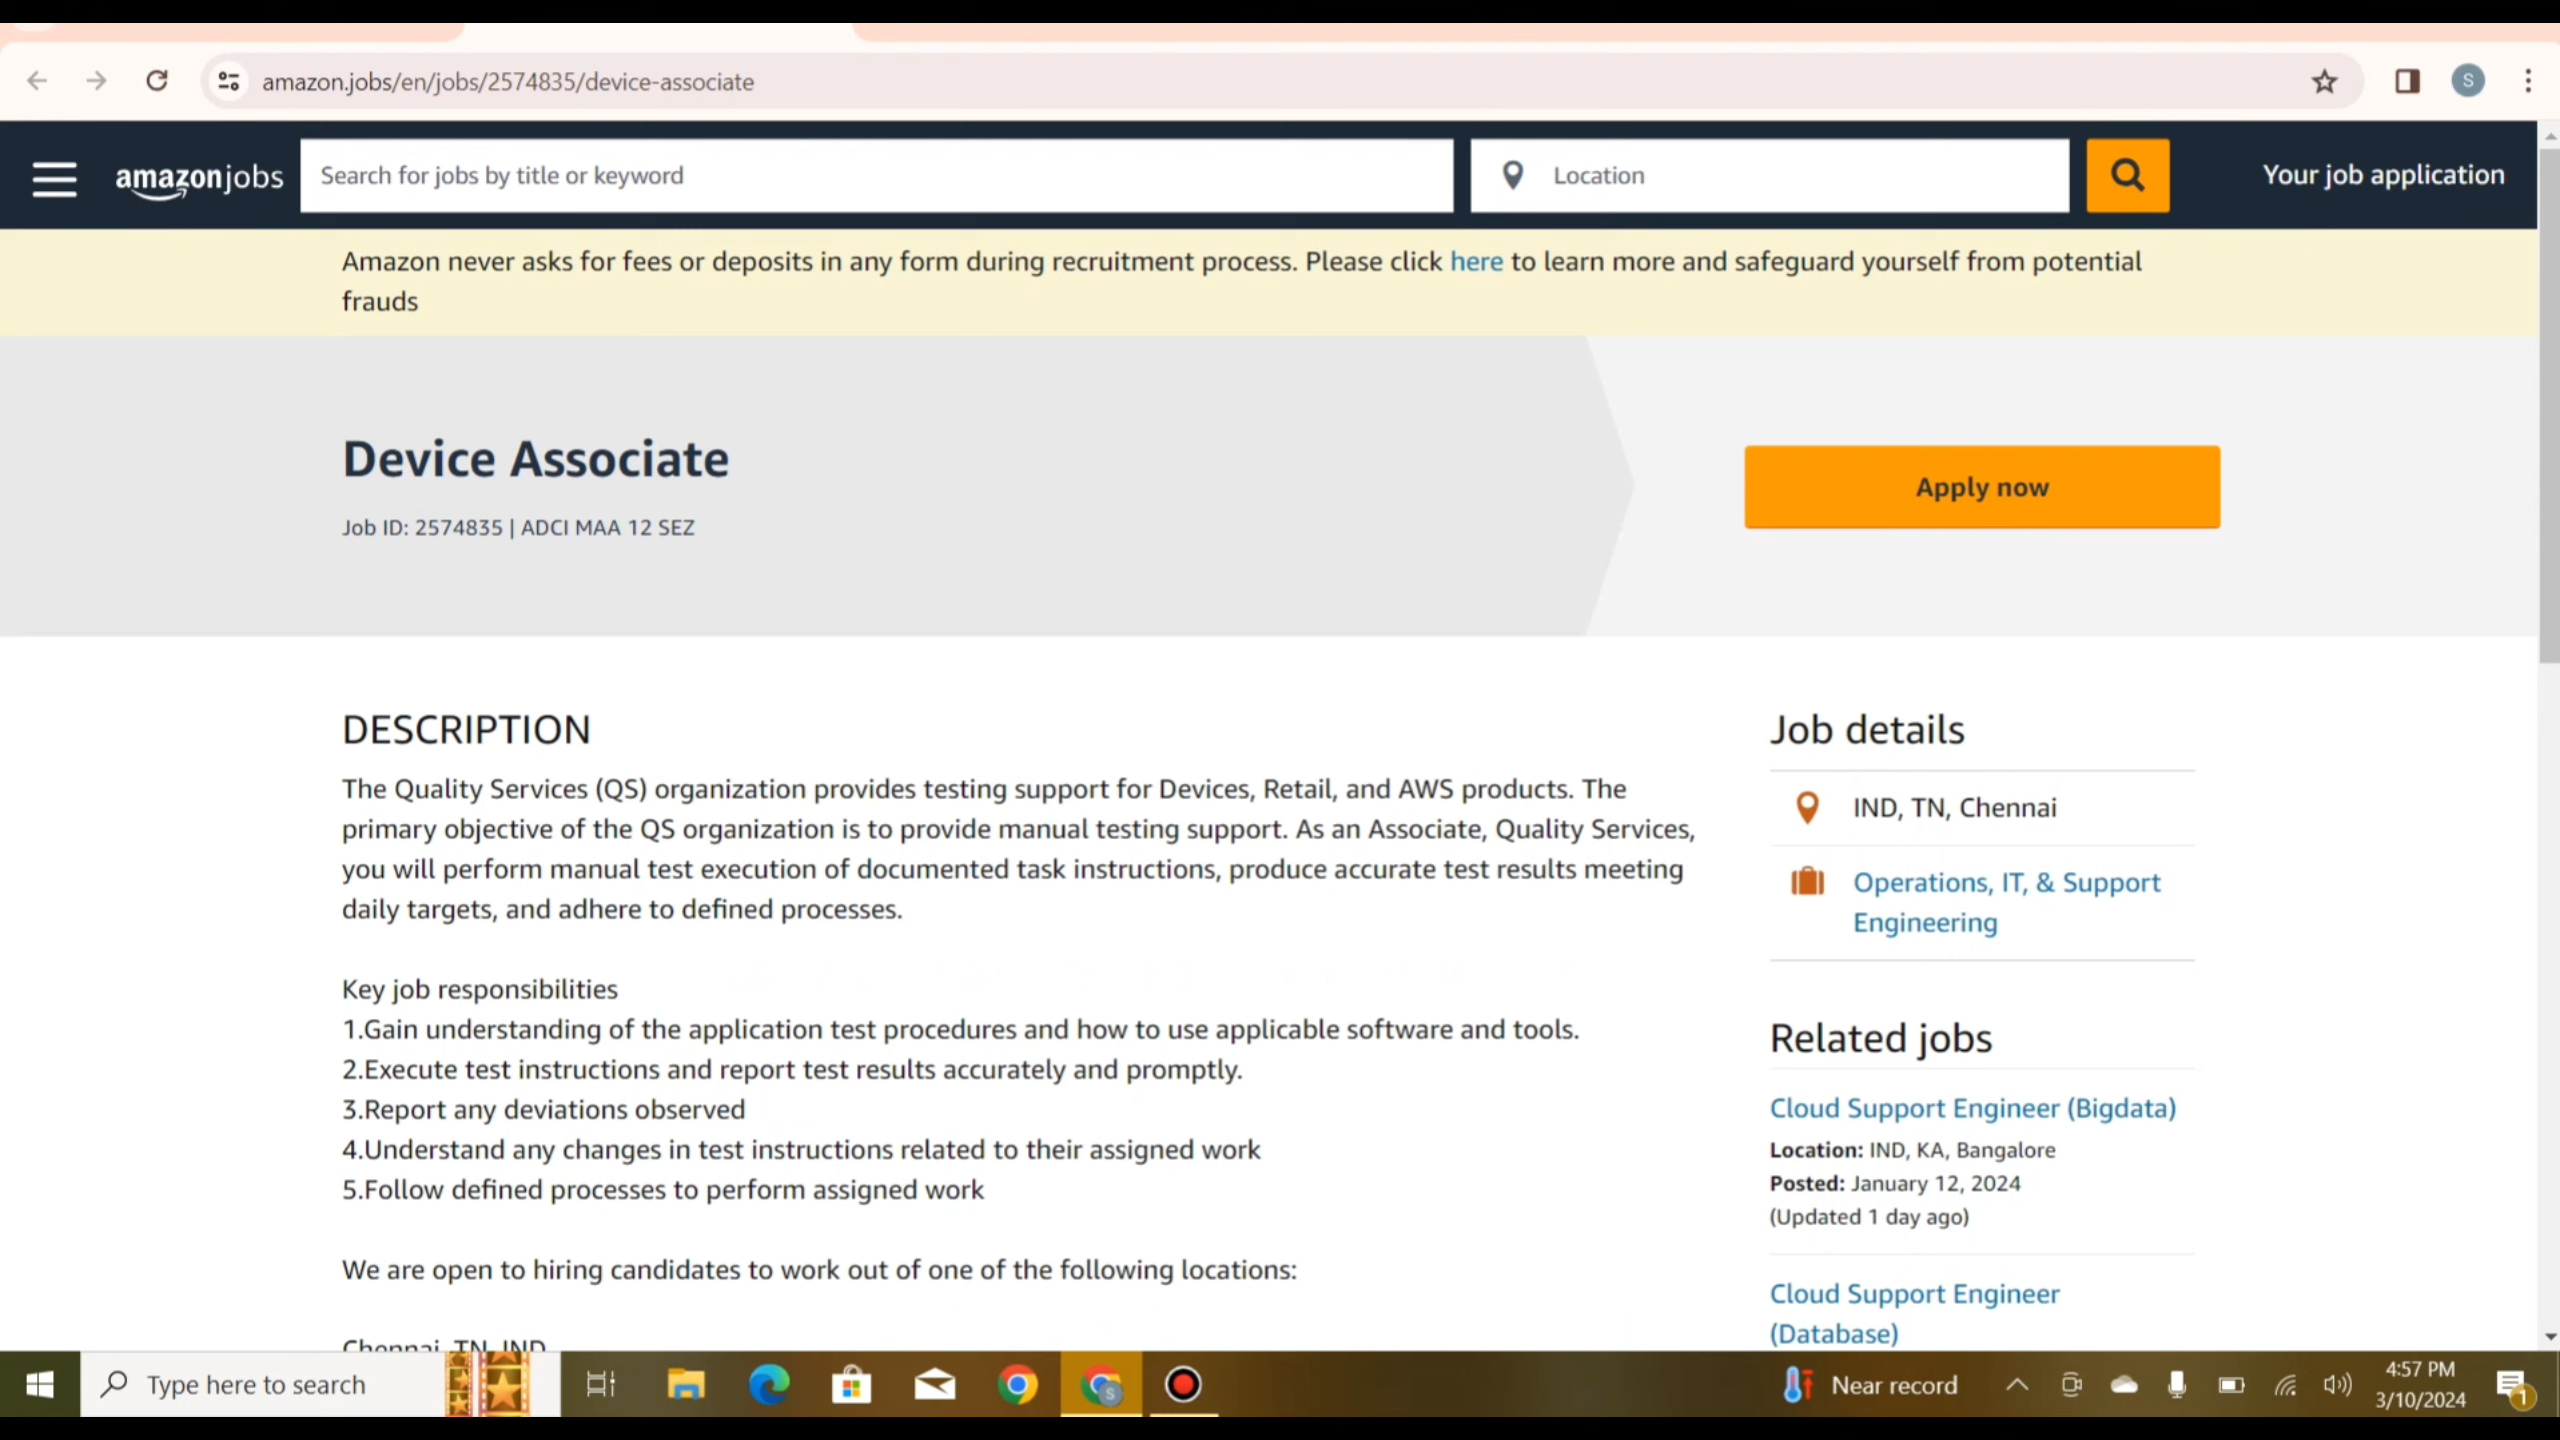 amazon.jobs/en/jobs/2574835/device-associate
S
amazon jobs
Search for jobs by title or keyword
Location
Your job application
Amazon never asks for fees or deposits in any form during recruitment process. Please click here to learn more and safeguard yourself from potential
frauds
Device Associate
Job ID: 2574835 | ADCI MAA 12 SEZ
Apply now
DESCRIPTION
The Quality Services (QS) organization provides testing support for Devices, Retail, and AWS products. The
primary objective of the QS organization is to provide manual testing support. As an Associate, Quality Services,
you will perform manual test execution of documented task instructions, produce accurate test results meeting
daily targets, and adhere to defined processes.
Key job responsibilities
1.Gain understanding of the application test procedures and how to use applicable software and tools.
2.Execute test instructions and report test results accurately and promptly.
3.Report any deviations observed
4.Understand any changes in test instructions related to their assigned work
5.Follow defined processes to perform assigned work
We are open to hiring candidates to work out of one of the following locations:
Chennai, TN, IND
Job details
IND, TN, Chennai
Operations, IT, & Support
Engineering
Related jobs
Cloud Support Engineer (Bigdata)
Location: IND, KA, Bangalore
Posted: January 12, 2024
(Updated 1 day ago)
Cloud Support Engineer
(Database)
Type here to search
S
Near record
4:57 PM
3/10/2024
1